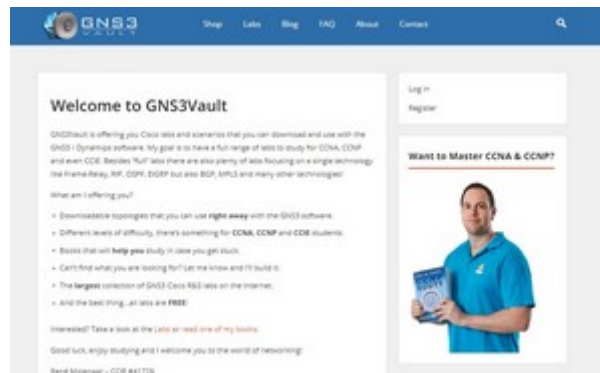 GNS3
VAULT
Shop Labs Blog FAQ About Contact
Welcome to GNS3Vault
GNS3Vault is offering you Cisco labs and scenarios that you can download and use with the
GNS3 / Dynamips software. My goal is to have a full range of labs to study for CCNA, CCNP
and even CCIE. Besides "full" labs there are also plenty of labs focusing on a single technology
like Frame-Relay, RIP, OSPF, EIGRP but also BGP, MPLS and many other technologies!
What am I offering you?
Downloadable topologies that you can use right away with the GNS3 software.
Different levels of difficulty, there's something for CCNA, CCNP and CCIE students.
Books that will help you study in case you get stuck.
Can't find what you are looking for? Let me know and I'll build it.
The largest collection of GNS3 Cisco R&S labs on the internet.
And the best thing...all labs are FREE!
Interested? Take a look at the Labs or read one of my books.
Good luck, enjoy studying and I welcome you to the world of networking!
René Molenaar – CCIE #41726
Log in
Register
Want to Master CCNA & CCNP?